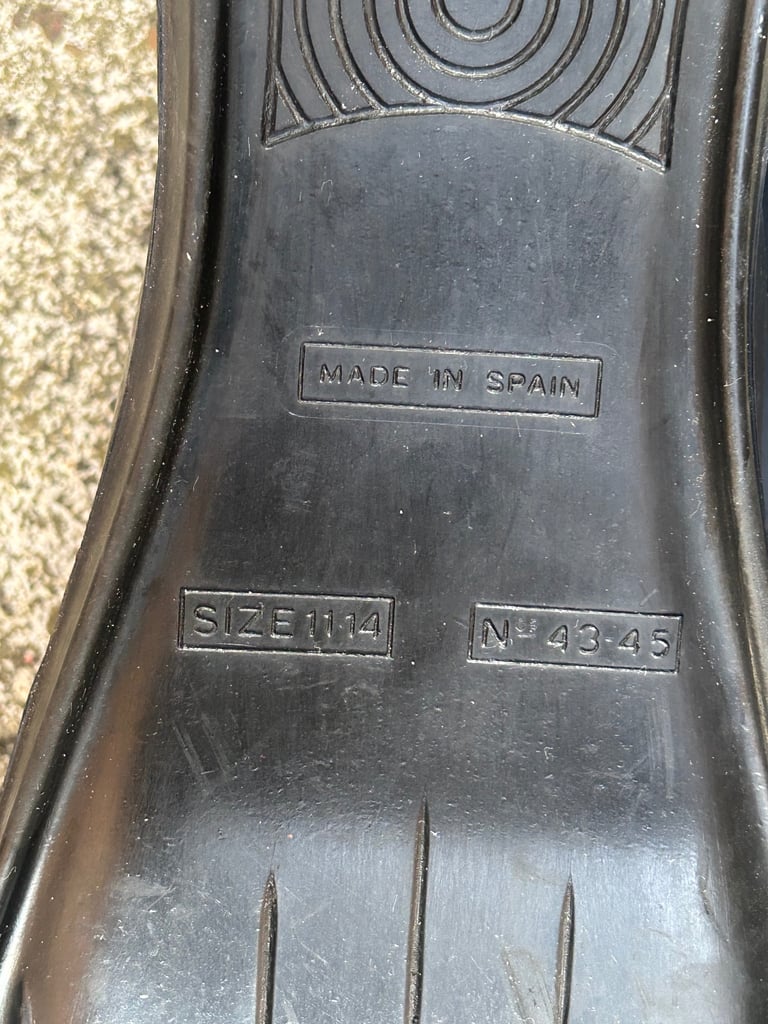 MADE IN SPAIN
SIZE 11 14
Nos 43-45